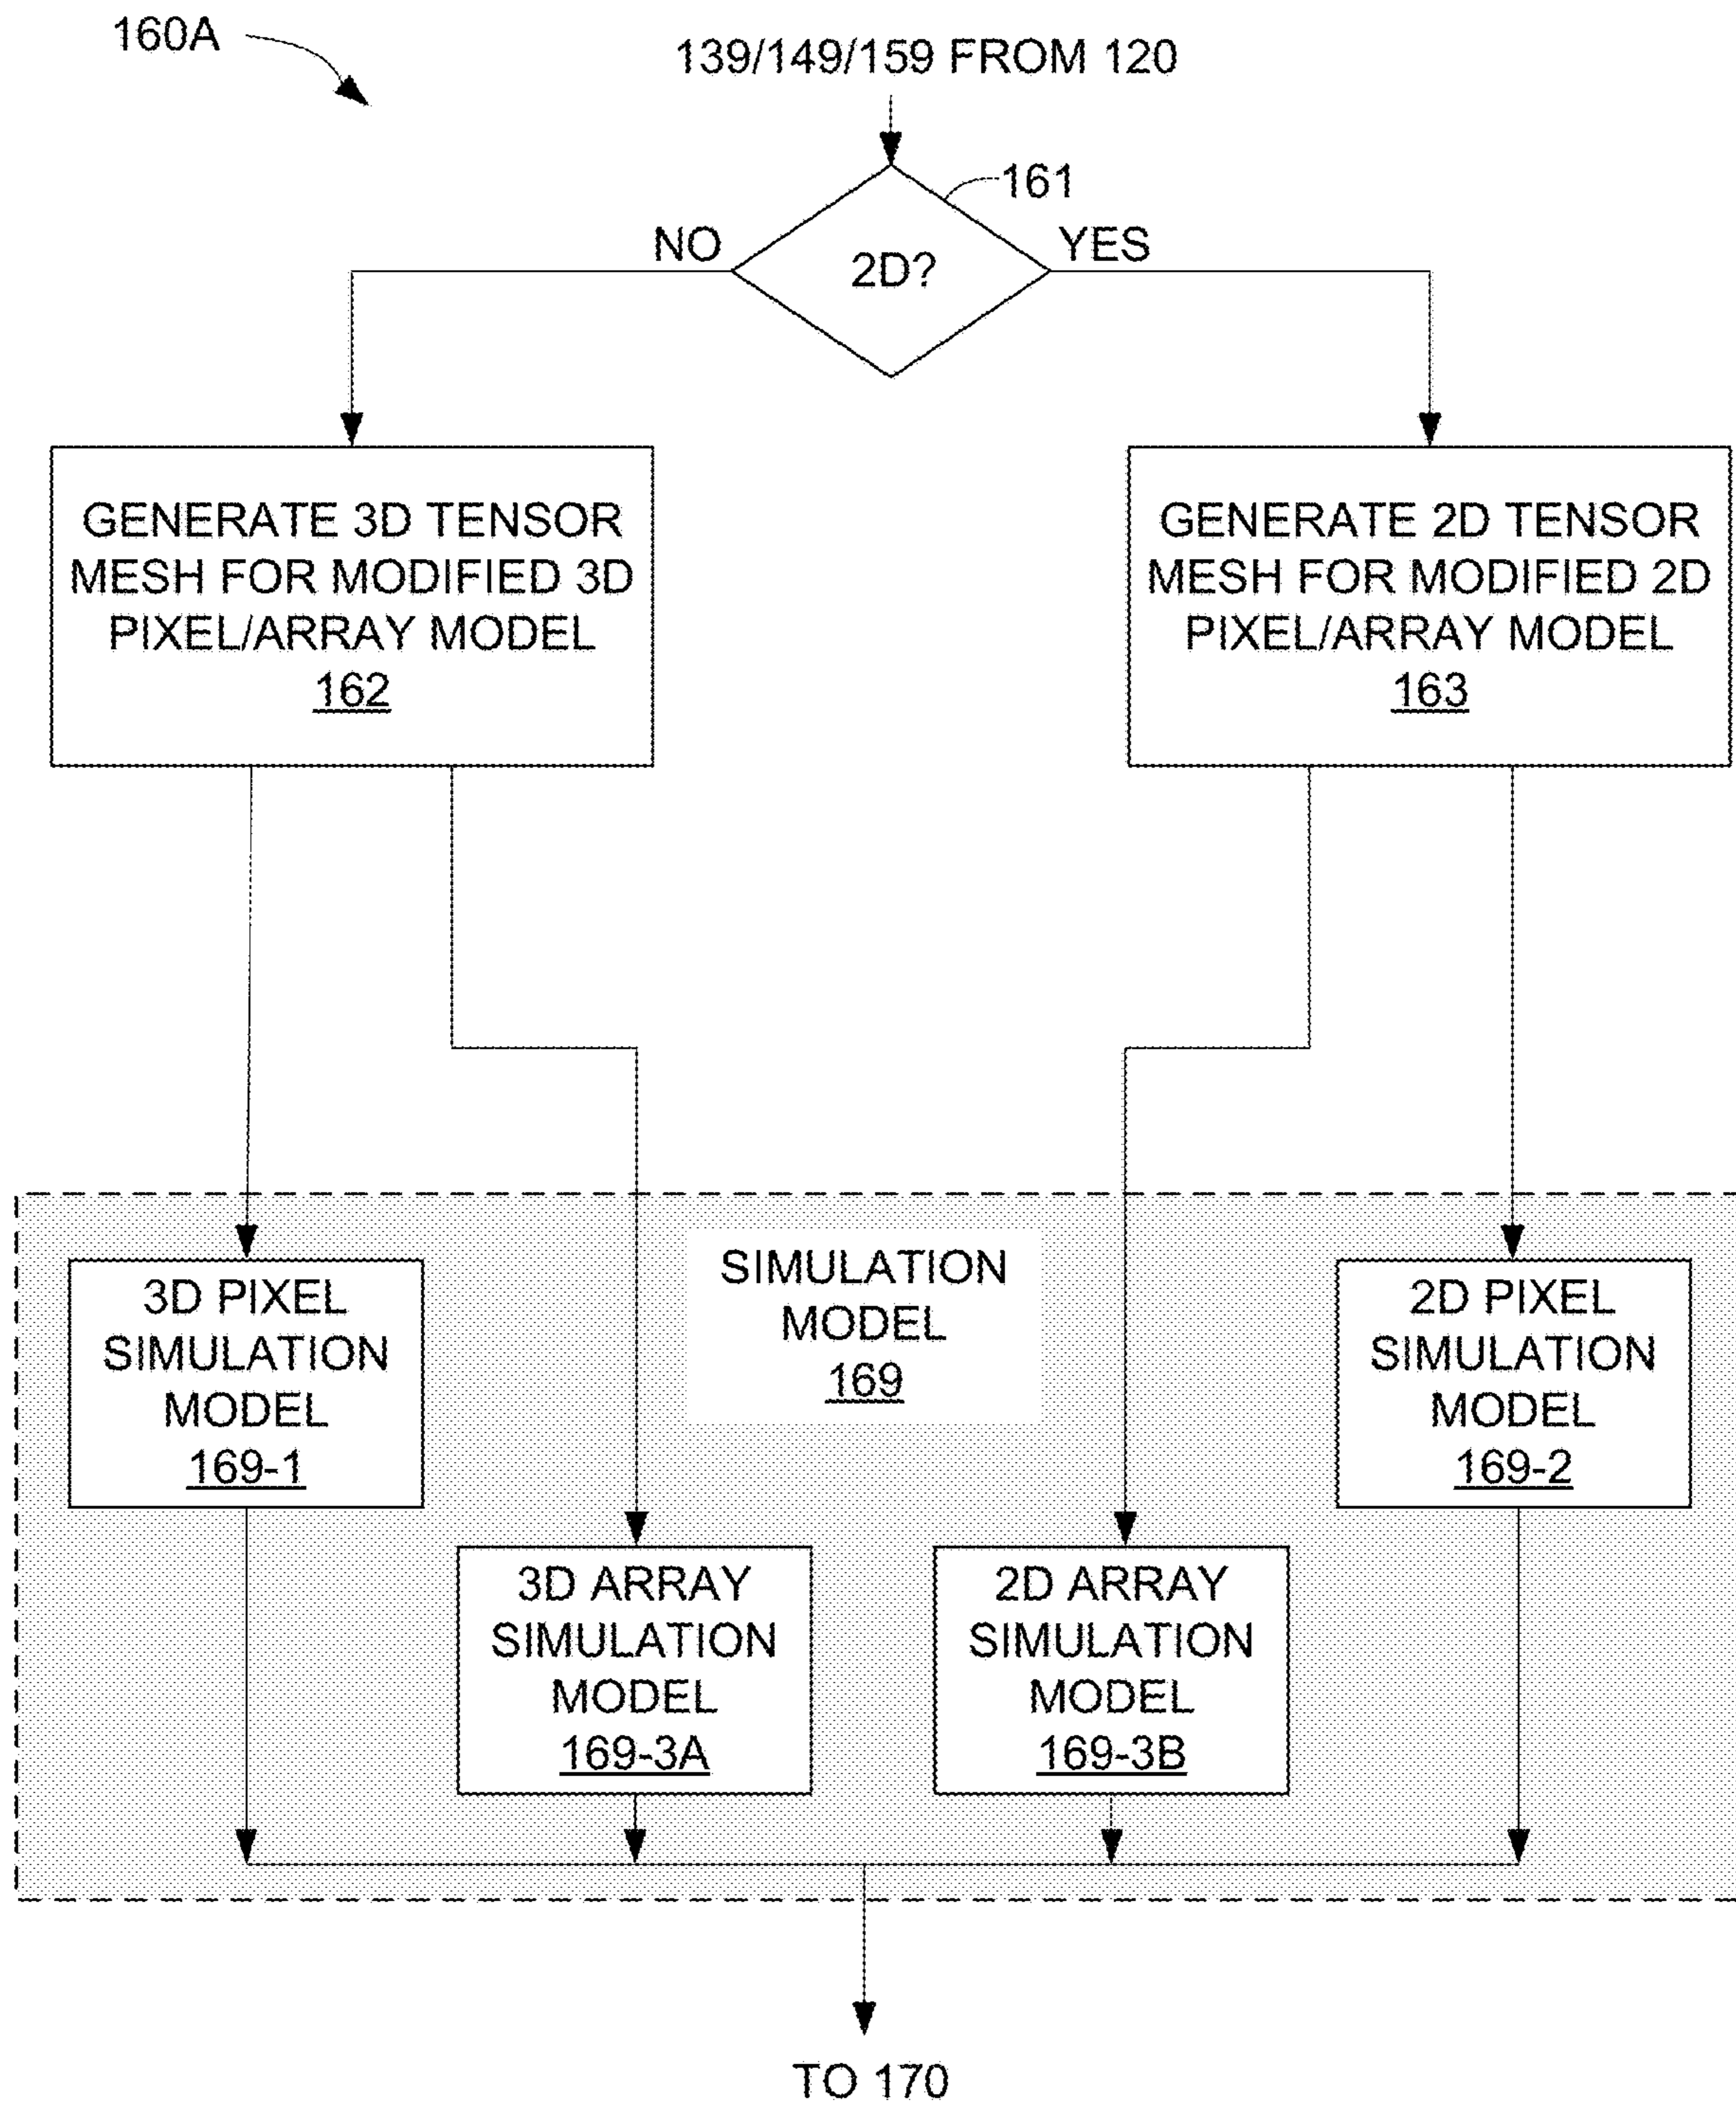 160A
139/149/159 FROM 120
161
NO
YES
2D?
GENERATE 3D TENSOR
MESH FOR MODIFIED 3D
PIXEL/ARRAY MODEL
162
GENERATE 2D TENSOR
MESH FOR MODIFIED 2D
PIXEL/ARRAY MODEL
163
SIMULATION
MODEL
169
3D PIXEL
SIMULATION
MODEL
169-1
2D PIXEL
SIMULATION
MODEL
169-2
3D ARRAY
SIMULATION
MODEL
169-3A
2D ARRAY
SIMULATION
MODEL
169-3B
TO 170